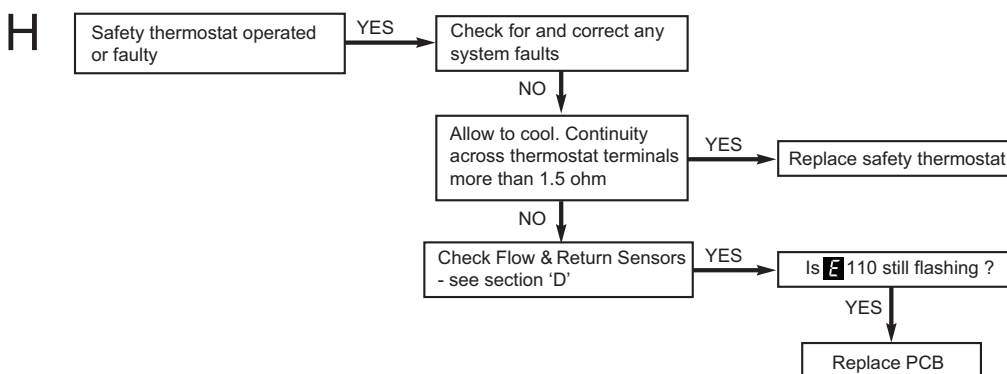 H
Safety thermostat operated
or faulty
YES
Check for and correct any
system faults
NO
Allow to cool. Continuity
across thermostat terminals
more than 1.5 ohm
YES
Replace safety thermostat
NO
Check Flow & Return Sensors
- see section ‘D’
YES
Is E 110 still flashing ?
YES
Replace PCB